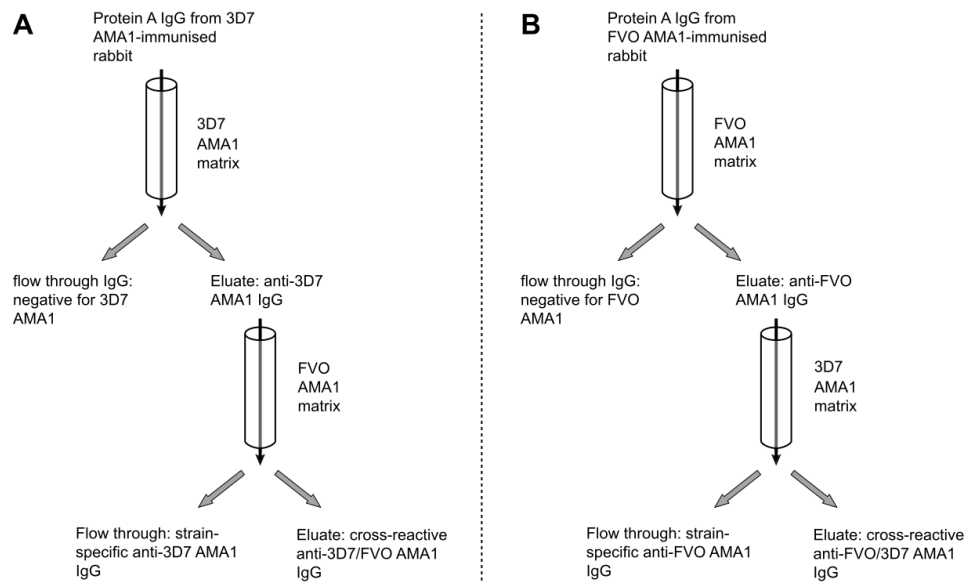 A
Protein A IgG from 3D7
AMA1-immunised
rabbit
3D7
AMA1
matrix
flow through IgG:
negative for 3D7
AMA1
Eluate: anti-3D7
AMA1 IgG
FVO
AMA1
matrix
Flow through: strain-
specific anti-3D7 AMA1
IgG
Eluate: cross-reactive
anti-3D7/FVO AMA1
IgG
B
Protein A IgG from
FVO AMA1-immunised
rabbit
FVO
AMA1
matrix
flow through IgG:
negative for FVO
AMA1
Eluate: anti-FVO
AMA1 IgG
3D7
AMA1
matrix
Flow through: strain-
specific anti-FVO AMA1
IgG
Eluate: cross-reactive
anti-FVO/3D7 AMA1
IgG